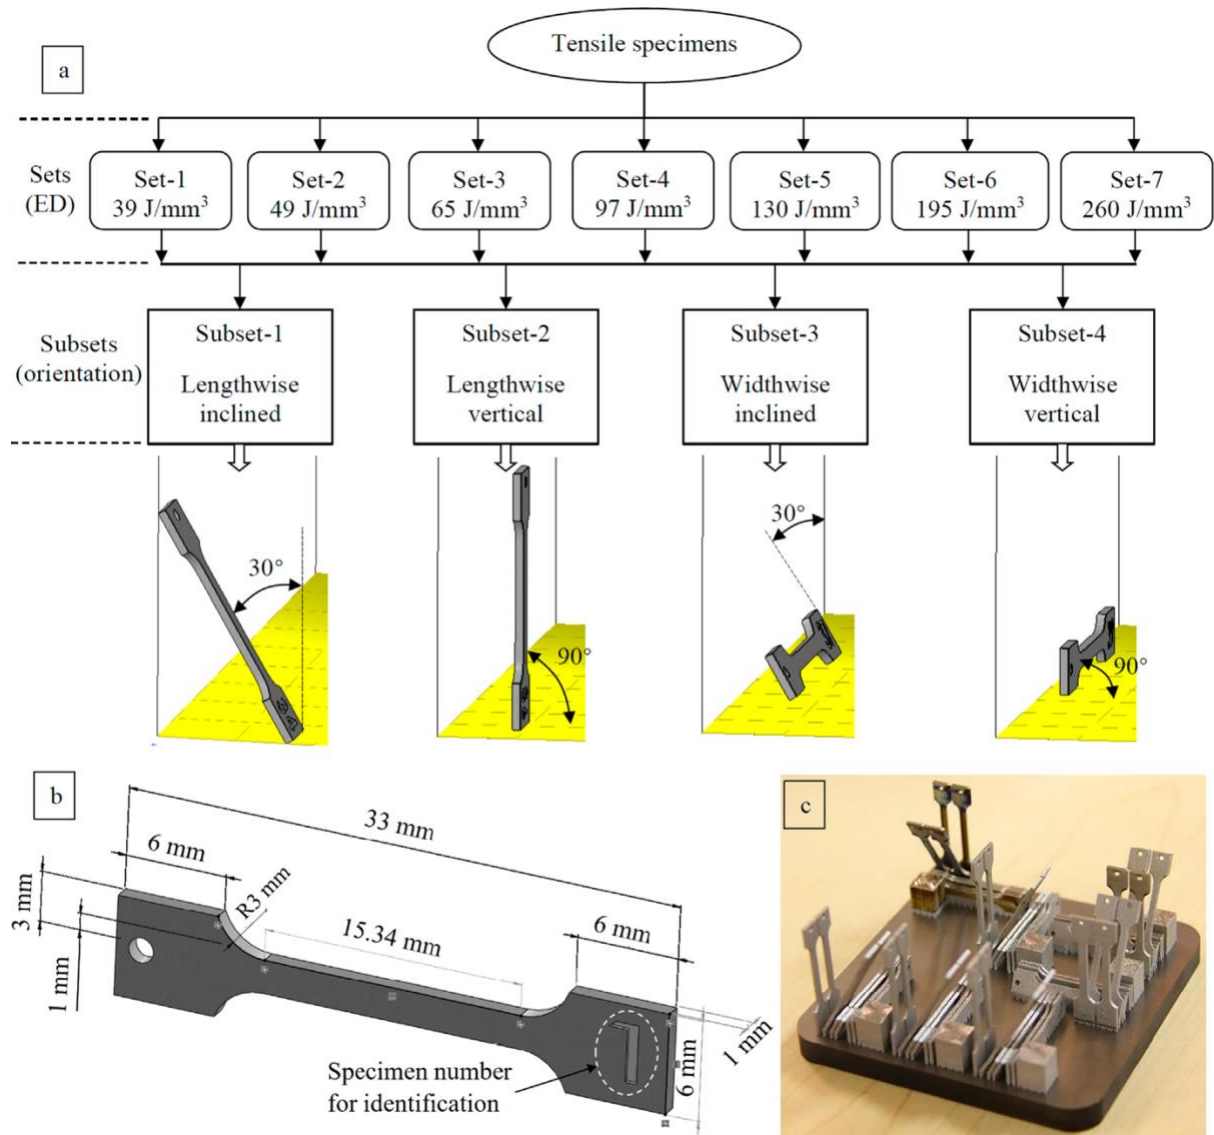 Tensile specimens
a
Sets
(ED)
Set-1
39 J/mm³
Set-2
49 J/mm³
Set-3
65 J/mm³
Set-4
97 J/mm³
Set-5
130 J/mm³
Set-6
195 J/mm³
Set-7
260 J/mm³
Subsets
(orientation)
Subset-1
Lengthwise
inclined
Subset-2
Lengthwise
vertical
Subset-3
Widthwise
inclined
Subset-4
Widthwise
vertical
30°
90°
30°
90°
b
33 mm
6 mm
3 mm
R3 mm
1 mm
15.34 mm
6 mm
1 mm
6 mm
Specimen number
for identification
1
c